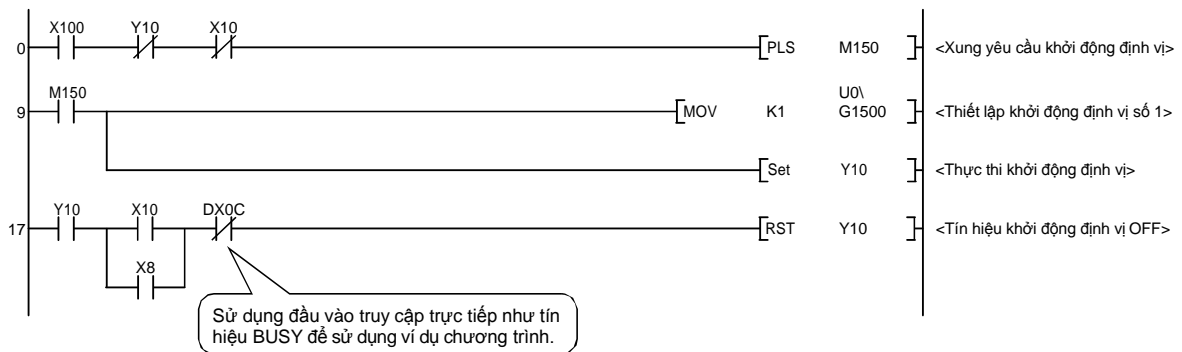 X100 Y10 X10
0 PLS M150 <Xung yêu cầu khởi động định vị>
M150 U0\
9 MOV K1 G1500 <Thiết lập khởi động định vị số 1>
Set Y10 <Thực thi khởi động định vị>
Y10 X10 DX0C
17 RST Y10 <Tín hiệu khởi động định vị OFF>
X8
Sử dụng đầu vào truy cập trực tiếp như tín
hiệu BUSY để sử dụng ví dụ chương trình.